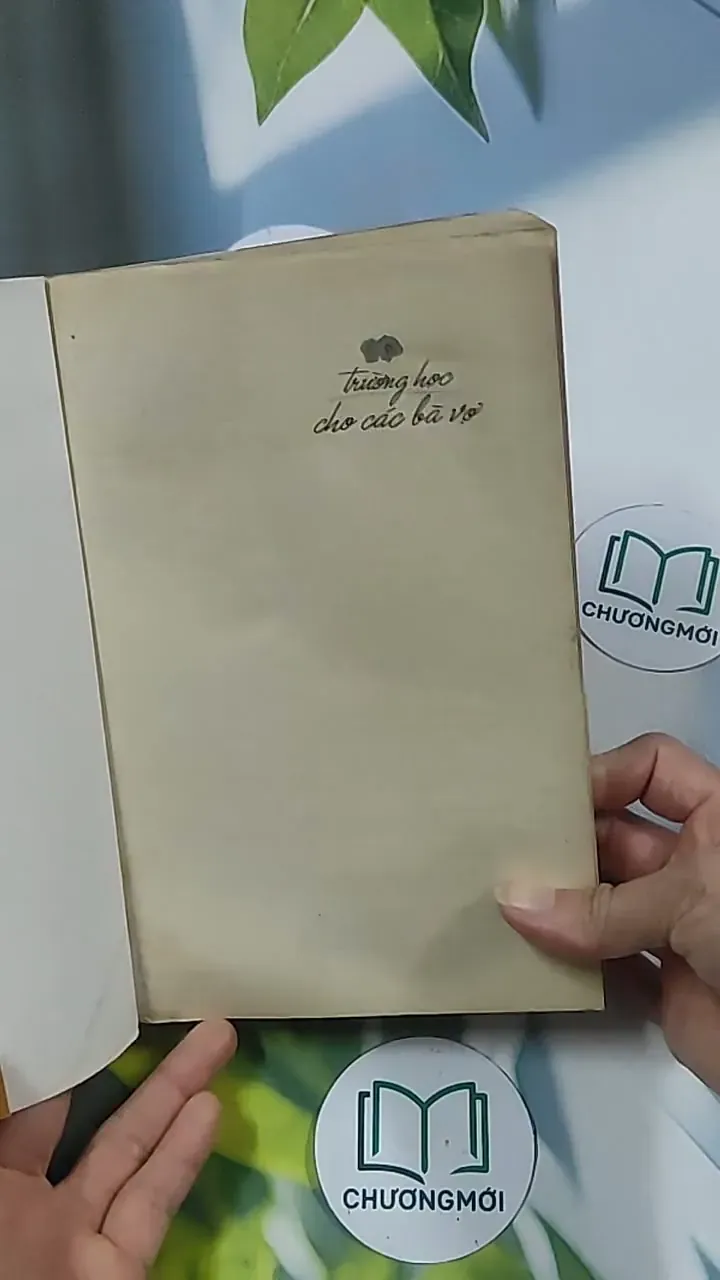 trường học
cho các bà vợ
CHƯƠNGMỚI
CHƯƠNGMỚI